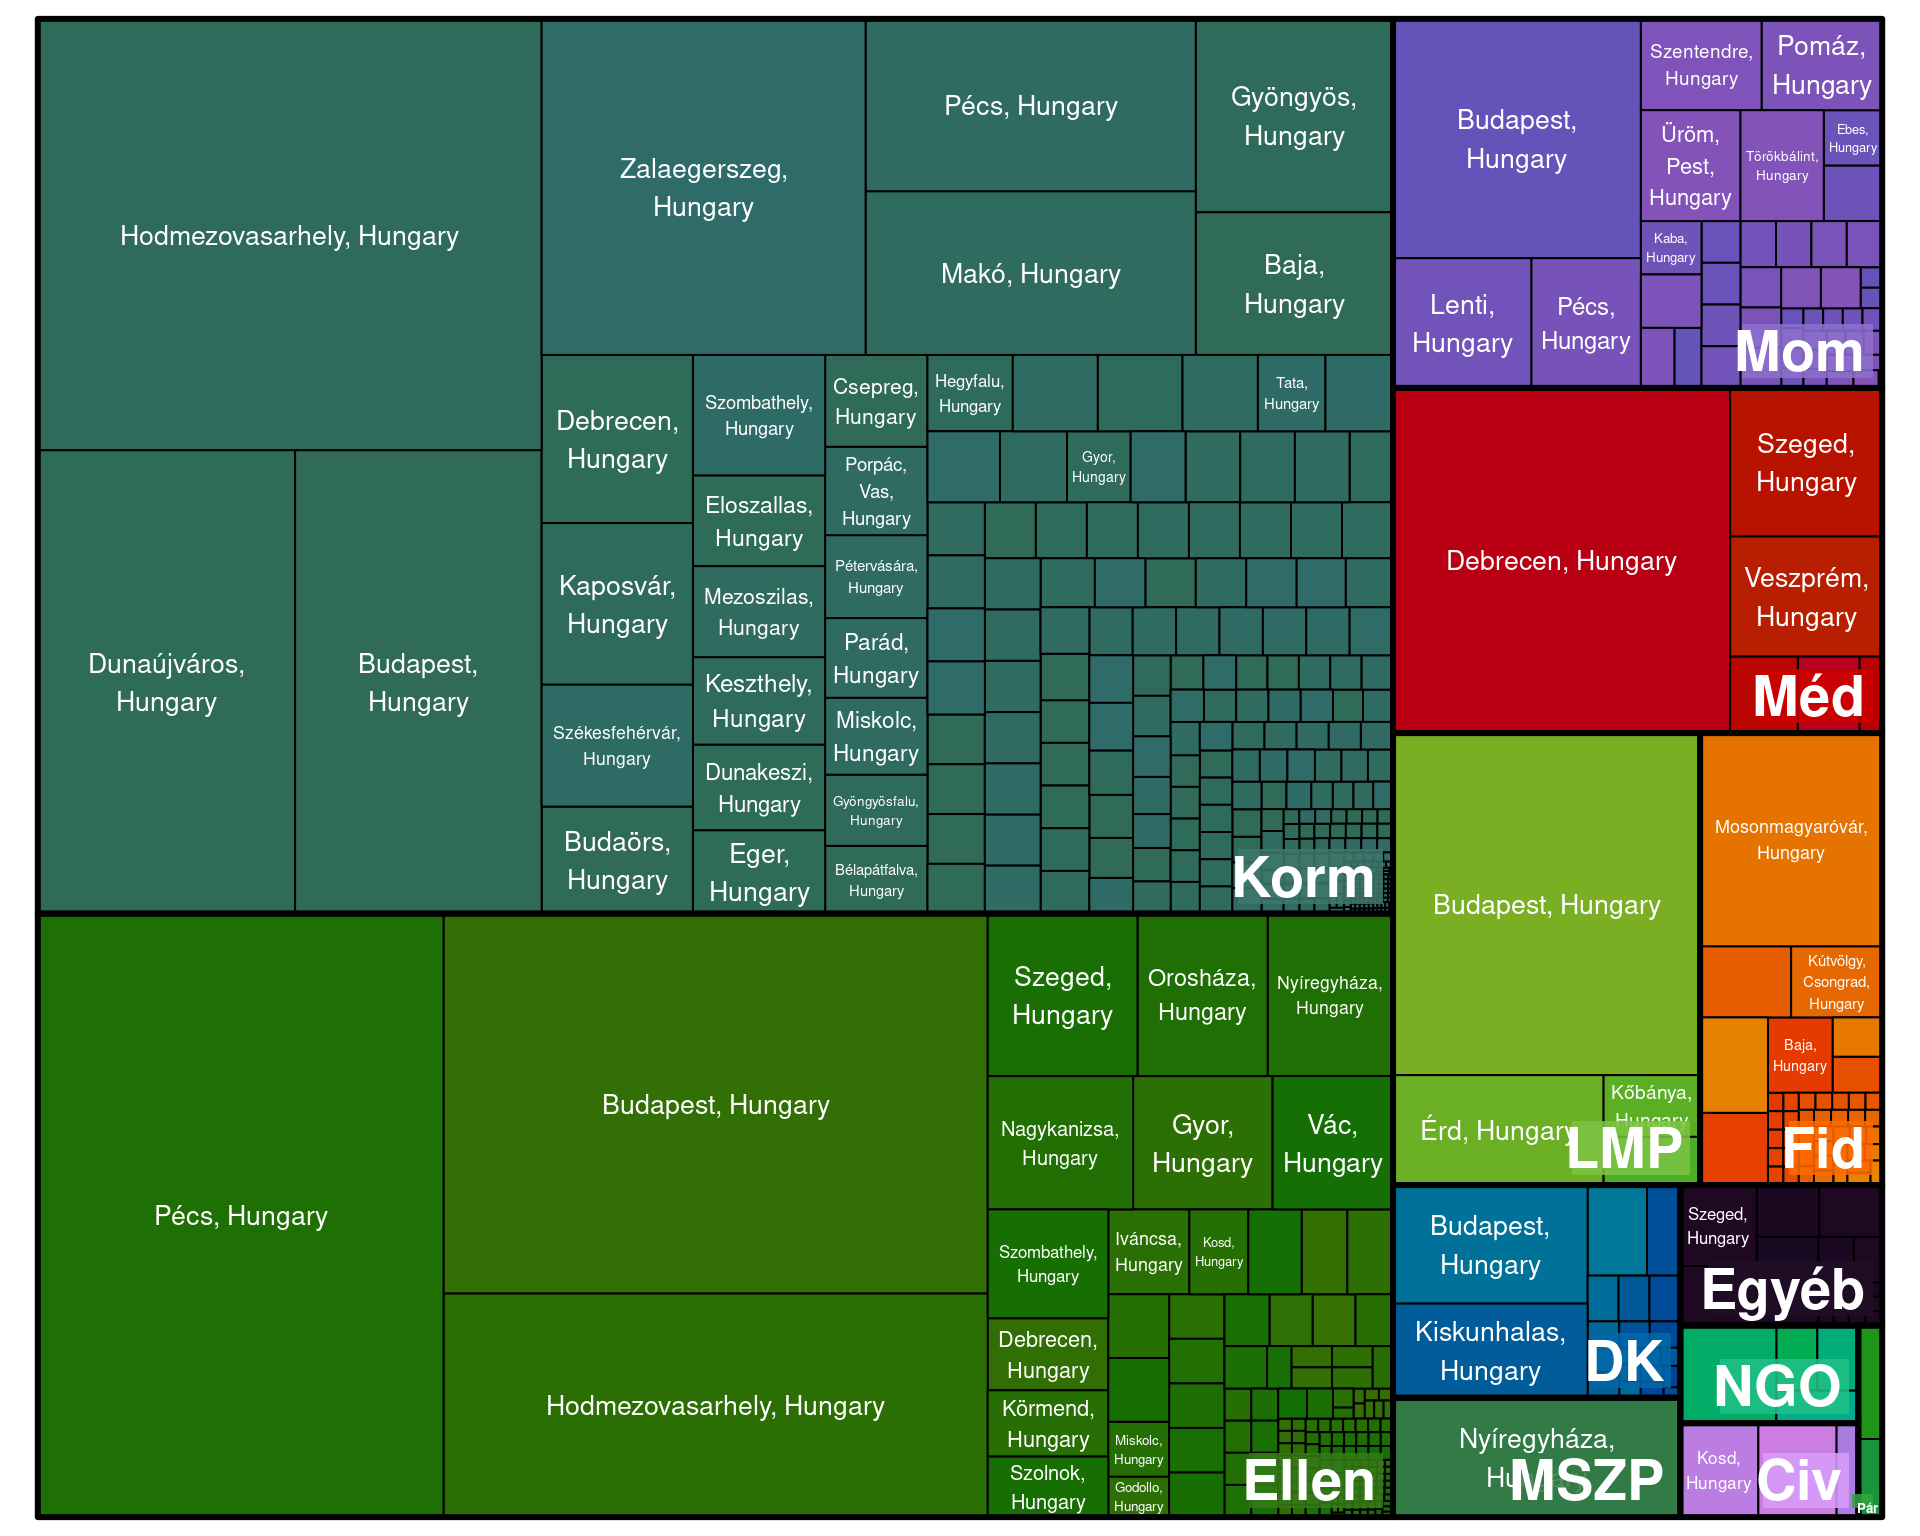 Hodmezovasarhely, Hungary
Dunaújváros,
Hungary
Budapest,
Hungary
Zalaegerszeg,
Hungary
Pécs, Hungary
Makó, Hungary
Gyöngyös,
Hungary
Baja,
Hungary
Debrecen,
Hungary
Kaposvár,
Hungary
Székesfehérvár,
Hungary
Budaörs,
Hungary
Szombathely,
Hungary
Eloszallas,
Hungary
Mezoszilas,
Hungary
Keszthely,
Hungary
Dunakeszi,
Hungary
Eger,
Hungary
Csepreg,
Hungary
Porpác,
Vas,
Hungary
Pétervására,
Hungary
Parád,
Hungary
Miskolc,
Hungary
Gyöngyösfalu,
Hungary
Bélapátfalva,
Hungary
Hegyfalu,
Hungary
Tata,
Hungary
Gyor,
Hungary
Korm
Pécs, Hungary
Budapest, Hungary
Hodmezovasarhely, Hungary
Szeged,
Hungary
Orosháza,
Hungary
Nyíregyháza,
Hungary
Nagykanizsa,
Hungary
Gyor,
Hungary
Vác,
Hungary
Szombathely,
Hungary
Debrecen,
Hungary
Körmend,
Hungary
Szolnok,
Hungary
Iváncsa,
Hungary
Kosd,
Hungary
Miskolc,
Hungary
Godollo,
Hungary
Ellen
Budapest,
Hungary
Lenti,
Hungary
Pécs,
Hungary
Szentendre,
Hungary
Pomáz,
Hungary
Üröm,
Pest,
Hungary
Törökbálint,
Hungary
Ebes,
Hungary
Kaba,
Hungary
Mom
Debrecen, Hungary
Szeged,
Hungary
Veszprém,
Hungary
Méd
Budapest, Hungary
Érd, Hungary
Kőbánya,
Hungary
LMP
Mosonmagyaróvár,
Hungary
Kútvölgy,
Csongrad,
Hungary
Baja,
Hungary
Fid
Budapest,
Hungary
Kiskunhalas,
Hungary
DK
Szeged,
Hungary
Egyéb
NGO
Nyíregyháza,
MSZP
Kosd,
Hungary
Civ
Pár